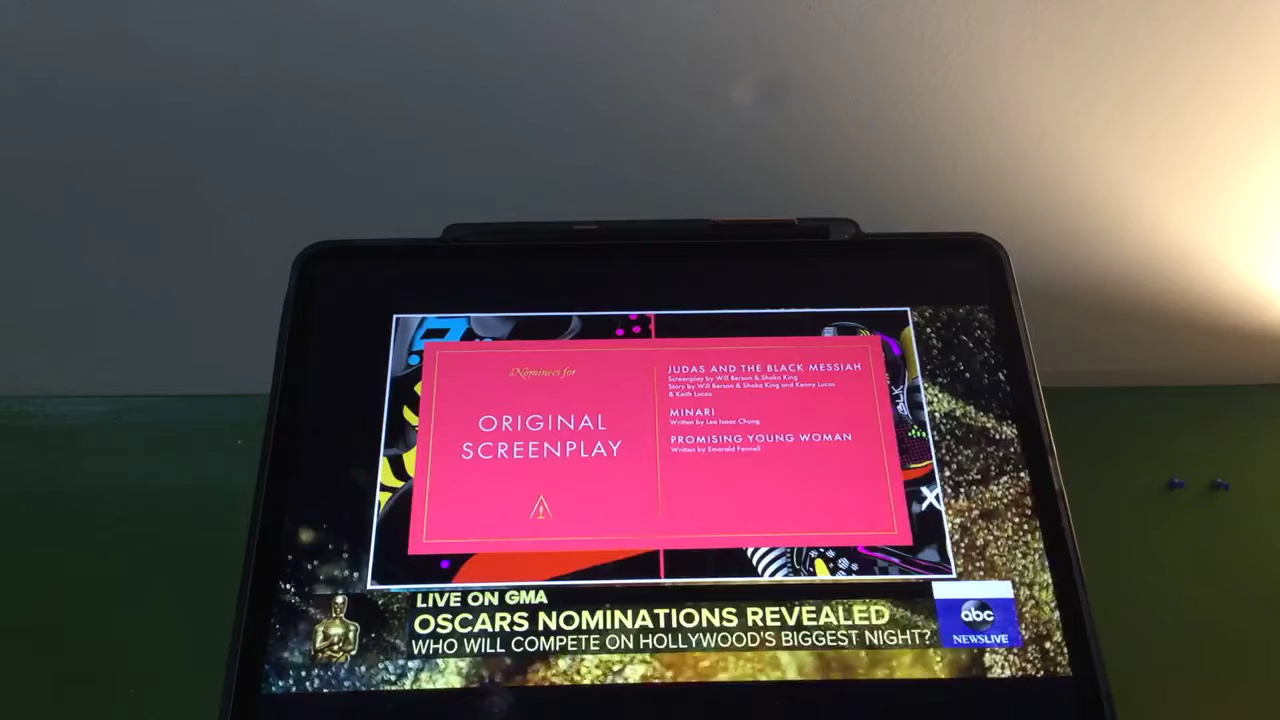 Nominees for
ORIGINAL
SCREENPLAY
JUDAS AND THE BLACK MESSIAH
Screenplay by Will Berson & Shaka King
Story by Will Berson & Shaka King and Kenny Lucas
& Keith Lucas
MINARI
Written by Lee Isaac Chung
PROMISING YOUNG WOMAN
Written by Emerald Fennell
LIVE ON GMA
OSCARS NOMINATIONS REVEALED
WHO WILL COMPETE ON HOLLYWOOD'S BIGGEST NIGHT?
abc
NEWSLIVE